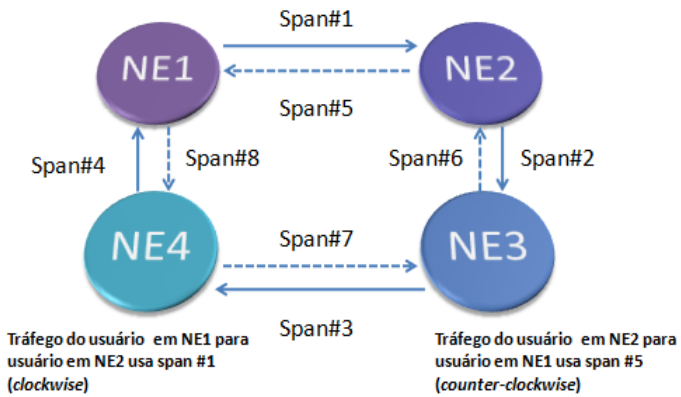 Span#1
NE1
NE2
Span#5
Span#4
Span#8
Span#6
Span#2
NE4
Span#7
NE3
Span#3
Tráfego do usuário em NE1 para
usuário em NE2 usa span #1
(clockwise)
Tráfego do usuário em NE2 para
usuário em NE1 usa span #5
(counter-clockwise)